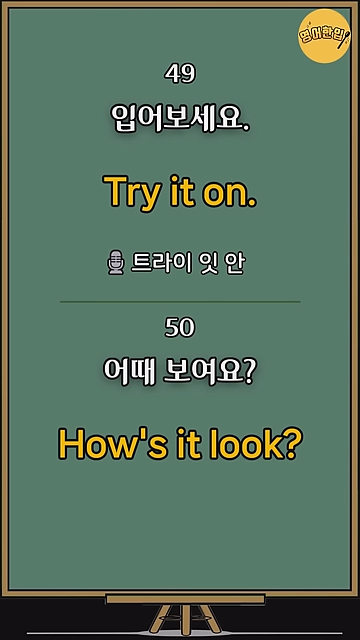 영어한입
49
입어보세요.
Try it on.
트라이 잇 안
50
어때 보여요?
How's it look?